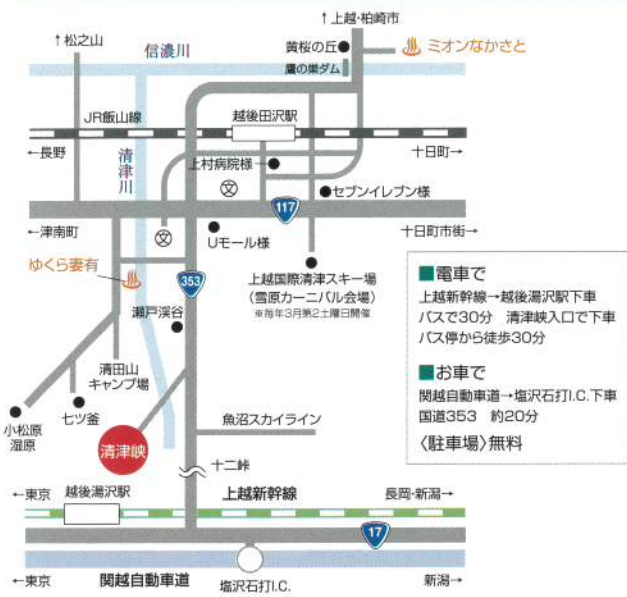 ↑上越・柏崎市
↑松之山
信濃川
黄桜の丘
ミオンなかさと
鷹の巣ダム
JR飯山線
越後田沢駅
←長野
清津川
上村病院様
十日町→
文
セブンイレブン様
117
←津南町
文
Uモール様
十日町市街→
ゆくら妻有
353
上越国際清津スキー場
(雪原カーニバル会場)
※毎年3月第2土曜日開催
瀬戸渓谷
清田山
キャンプ場
小松原
湿原
七ツ釜
清津峡
魚沼スカイライン
十二峠
■電車で
上越新幹線→越後湯沢駅下車
バスで30分 清津峡入口で下車
バス停から徒歩30分
■お車で
関越自動車道→塩沢石打I.C.下車
国道353 約20分
〈駐車場〉無料
←東京
越後湯沢駅
上越新幹線
長岡・新潟→
17
←東京
関越自動車道
塩沢石打I.C.
新潟→